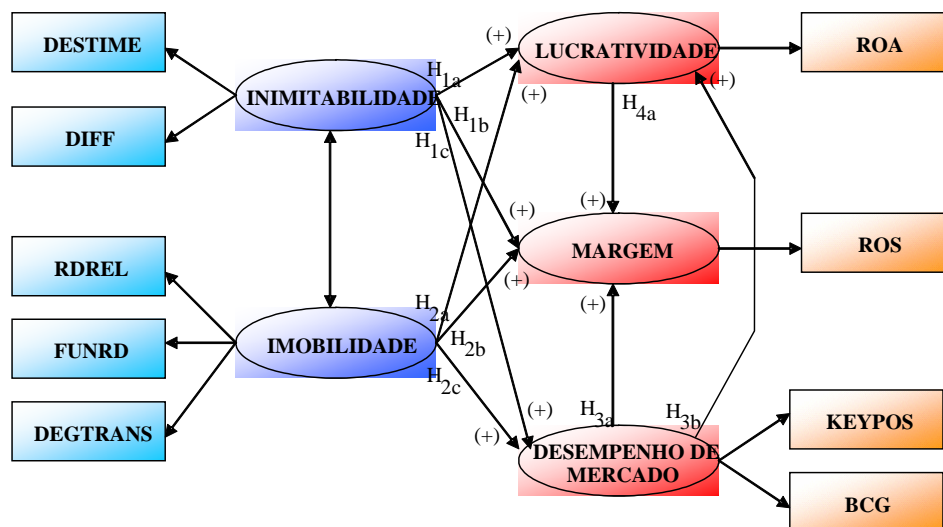 DESTIME
DIFF
RDREL
FUNRD
DEGTRANS
INIMITABILIDADE
IMOBILIDADE
H1a
H1b
H1c
H2a
H2b
H2c
(+)
(+)
(+)
(+)
(+)
(+)
(+)
(+)
(+)
LUCRATIVIDADE
H4a
MARGEM
H3a
H3b
DESEMPENHO DE
MERCADO
ROA
ROS
KEYPOS
BCG